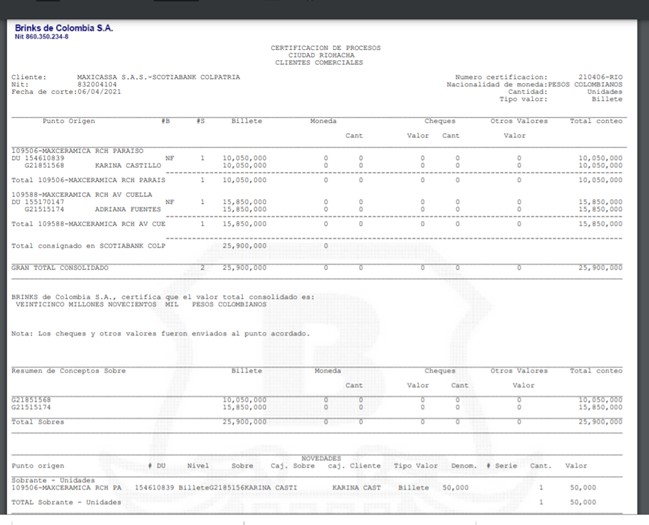 Brinks de Colombia S.A.
Nit 860.350.234-8
CERTIFICACION DE PROCESOS
CIUDAD RIOHACHA
CLIENTES COMERCIALES
Cliente: MAXICASSA S.A.S.-SCOTIABANK COLPATRIA Numero certificacion: 210406-RIO
Nit: 832004104 Nacionalidad de moneda:PESOS COLOMBIANOS
Fecha de corte:06/04/2021 Cantidad: Unidades
Tipo valor: Billete
Punto Origen #B #S Billete Moneda Cheques Otros Valores Total conteo
Cant Valor Cant Valor
109506-MAXCERAMICA RCH PARAISO
DU 154610839 NF 1 10,050,000 0 0 0 0 0 10,050,000
G21851568 KARINA CASTILLO 10,050,000 0 0 0 0 0 10,050,000
Total 109506-MAXCERAMICA RCH PARAIS 1 10,050,000 0 0 0 0 0 10,050,000
109588-MAXCERAMICA RCH AV CUELLA
DU 155170147 NF 1 15,850,000 0 0 0 0 0 15,850,000
G21515174 ADRIANA FUENTES 15,850,000 0 0 0 0 0 15,850,000
Total 109588-MAXCERAMICA RCH AV CUE 1 15,850,000 0 0 0 0 0 15,850,000
Total consignado en SCOTIABANK COLP 25,900,000 0
GRAN TOTAL CONSOLIDADO 2 25,900,000 0 0 0 0 0 25,900,000
BRINKS de Colombia S.A., certifica que el valor total consolidado es:
VEINTICINCO MILLONES NOVECIENTOS MIL PESOS COLOMBIANOS
Nota: Los cheques y otros valores fueron enviados al punto acordado.
Resumen de Conceptos Sobre Billete Moneda Cheques Otros Valores Total conteo
Cant Valor Cant Valor
G21851568 10,050,000 0 0 0 0 0 10,050,000
G21515174 15,850,000 0 0 0 0 0 15,850,000
Total Sobres 25,900,000 0 0 0 0 0 25,900,000
NOVEDADES
Punto origen # DU Nivel Sobre Caj. Sobre caj. Cliente Tipo Valor Denom. # Serie Cant. Valor
Sobrante - Unidades
109506-MAXCERAMICA RCH PA 154610839 BilleteG2185156KARINA CASTI KARINA CAST Billete 50,000 1 50,000
TOTAL Sobrante - Unidades 1 50,000